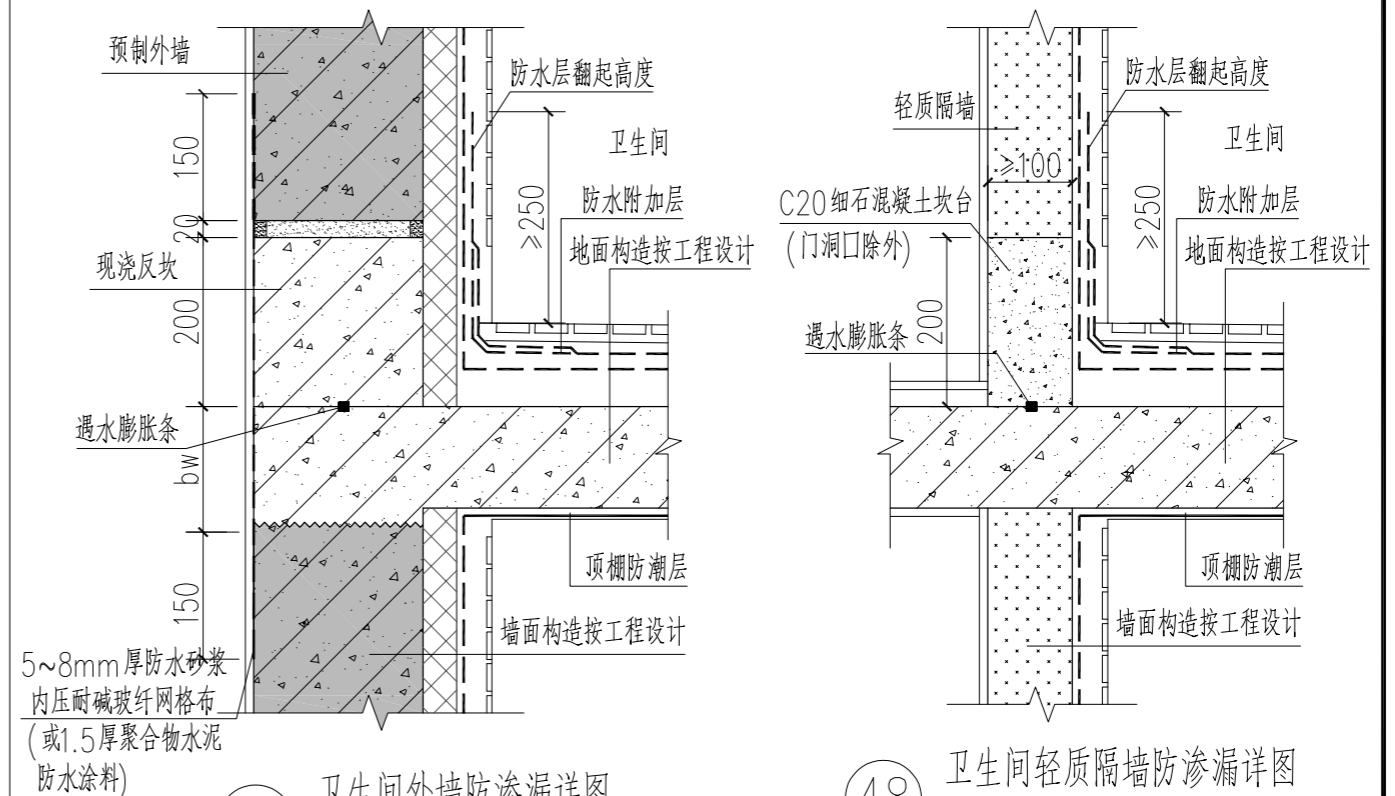 预制外墙
150
20
现浇反坎
200
遇水膨胀条
bw
150
5~8mm厚防水砂浆
内压耐碱玻纤网格布
(或1.5厚聚合物水泥
防水涂料)
防水层翻起高度
卫生间
≥250
防水附加层
地面构造按工程设计
顶棚防潮层
墙面构造按工程设计
卫生间外墙防渗漏详图
轻质隔墙
≥100
C20细石混凝土坎台
(门洞口除外)
200
遇水膨胀条
防水层翻起高度
卫生间
≥250
防水附加层
地面构造按工程设计
顶棚防潮层
墙面构造按工程设计
48
卫生间轻质隔墙防渗漏详图